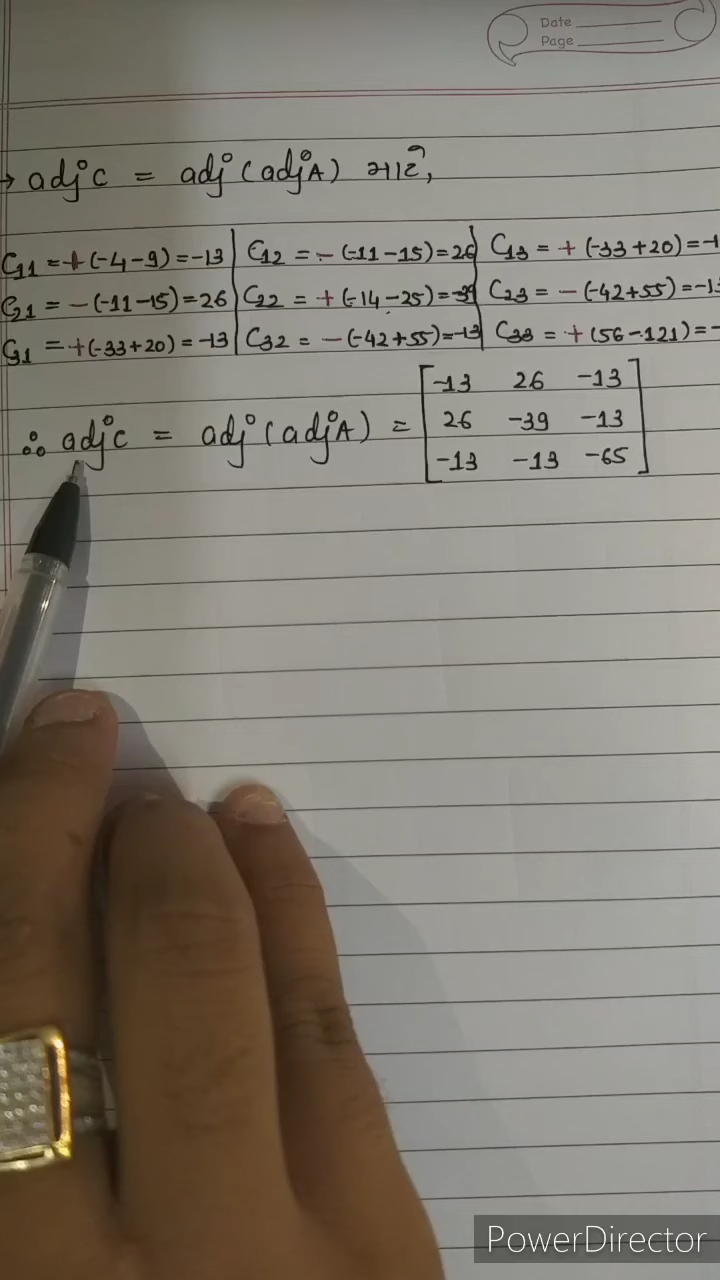 Date
Page
→ adj C = adj (adj A) માટે,
C11 = +(-4-9) = -13 | C12 = - (-11-15) = 26 | C13 = + (-33+20) = -1
C21 = -(-11-15) = 26 | C22 = +(-14-25) = -39 | C23 = - (-42+55) = -13
C31 = +(-33+20) = -13 | C32 = -(-42+55) = -13 | C33 = + (56-121) = -
-13 26 -13
∴ adj C = adj (adj A) = 26 -39 -13
-13 -13 -65
PowerDirector